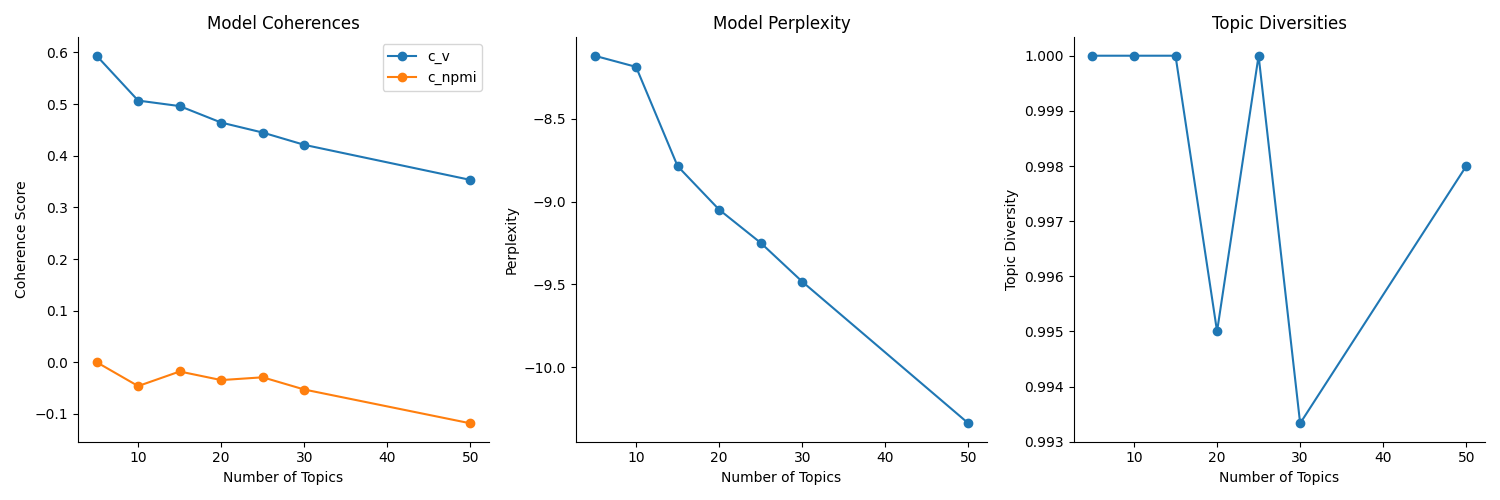 Model Coherences
Coherence Score
0.6
0.5
0.4
0.3
0.2
0.1
0.0
−0.1
c_v
c_npmi
10 20 30 40 50
Number of Topics
Model Perplexity
Perplexity
−8.5
−9.0
−9.5
−10.0
10 20 30 40 50
Number of Topics
Topic Diversities
Topic Diversity
1.000
0.999
0.998
0.997
0.996
0.995
0.994
0.993
10 20 30 40 50
Number of Topics